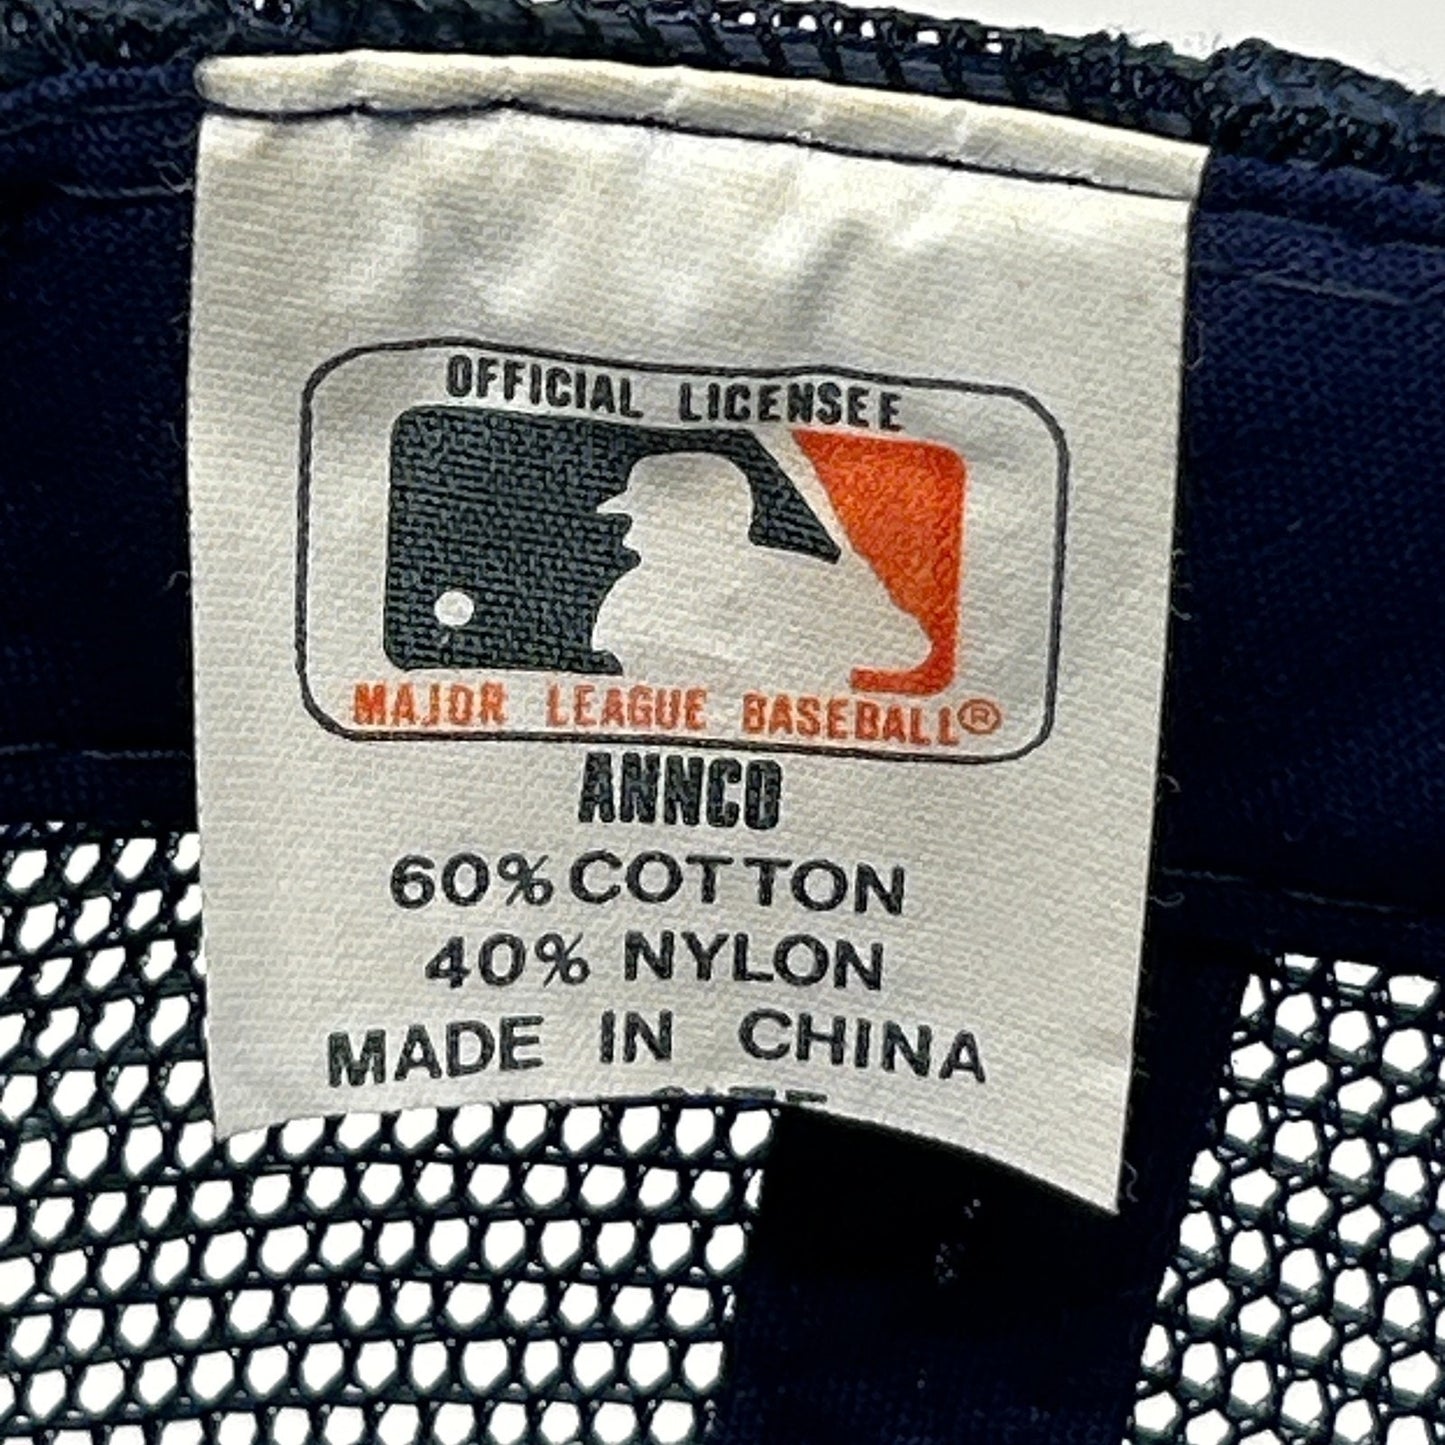 OFFICIAL LICENSEE
MAJOR LEAGUE BASEBALL®
ANNCO
60% COTTON
40% NYLON
MADE IN CHINA